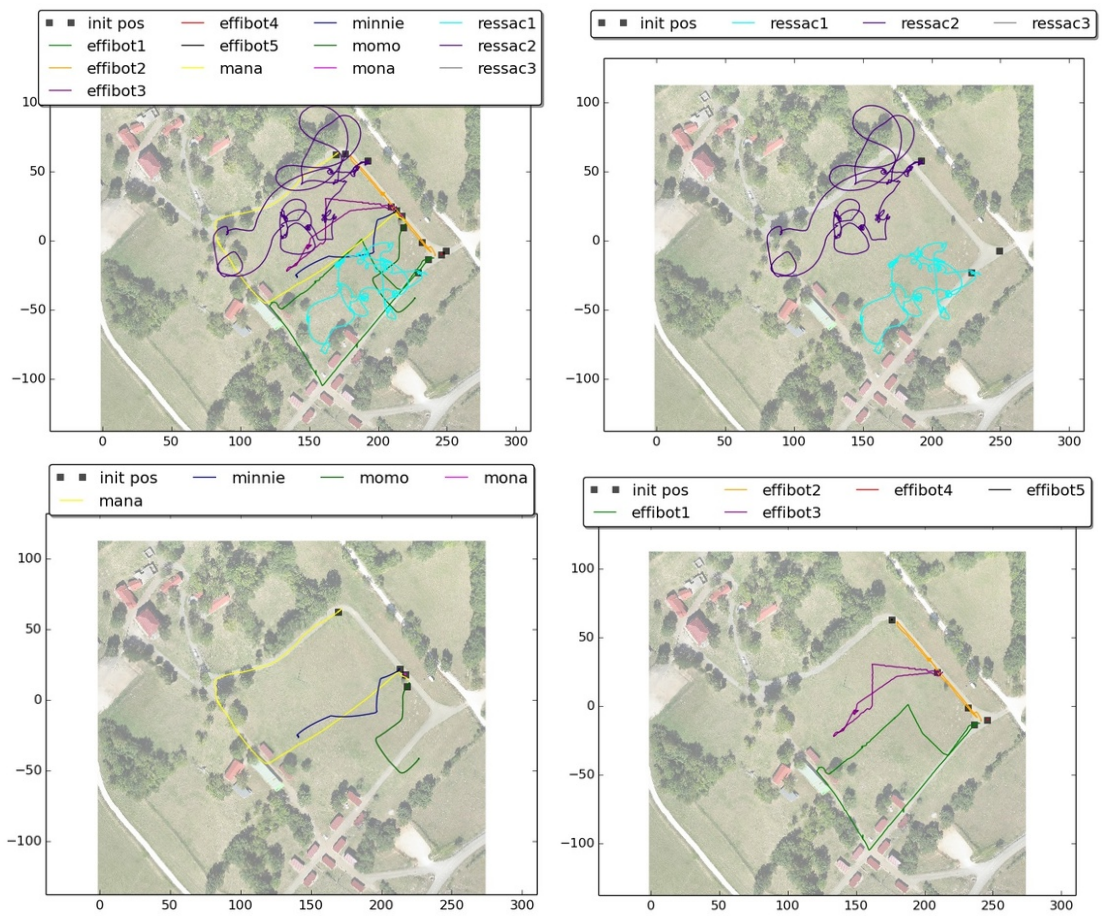 init pos effibot4 minnie ressac1
effibot1 effibot5 momo ressac2
effibot2 mana mona ressac3
effibot3
10
50
0
−50
−100
0 50 100 150 200 250 300
init pos ressac1 ressac2 ressac3
100
50
0
−50
−100
0 50 100 150 200 250 300
init pos minnie momo mona
mana
100
50
0
−50
−100
0 50 100 150 200 250 300
init pos effibot2 effibot4 effibot5
effibot1 effibot3
100
50
0
−50
−100
0 50 100 150 200 250 300